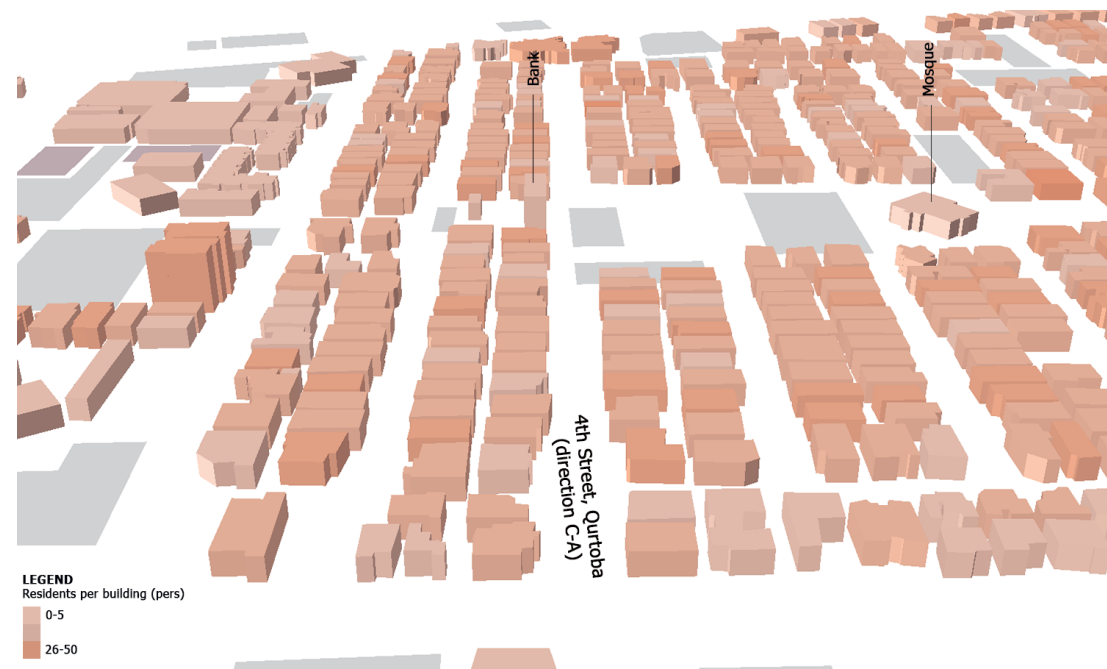 Bank
Mosque
4th Street, Qurtoba
(direction C-A)
LEGEND
Residents per building (pers)
0-5
26-50